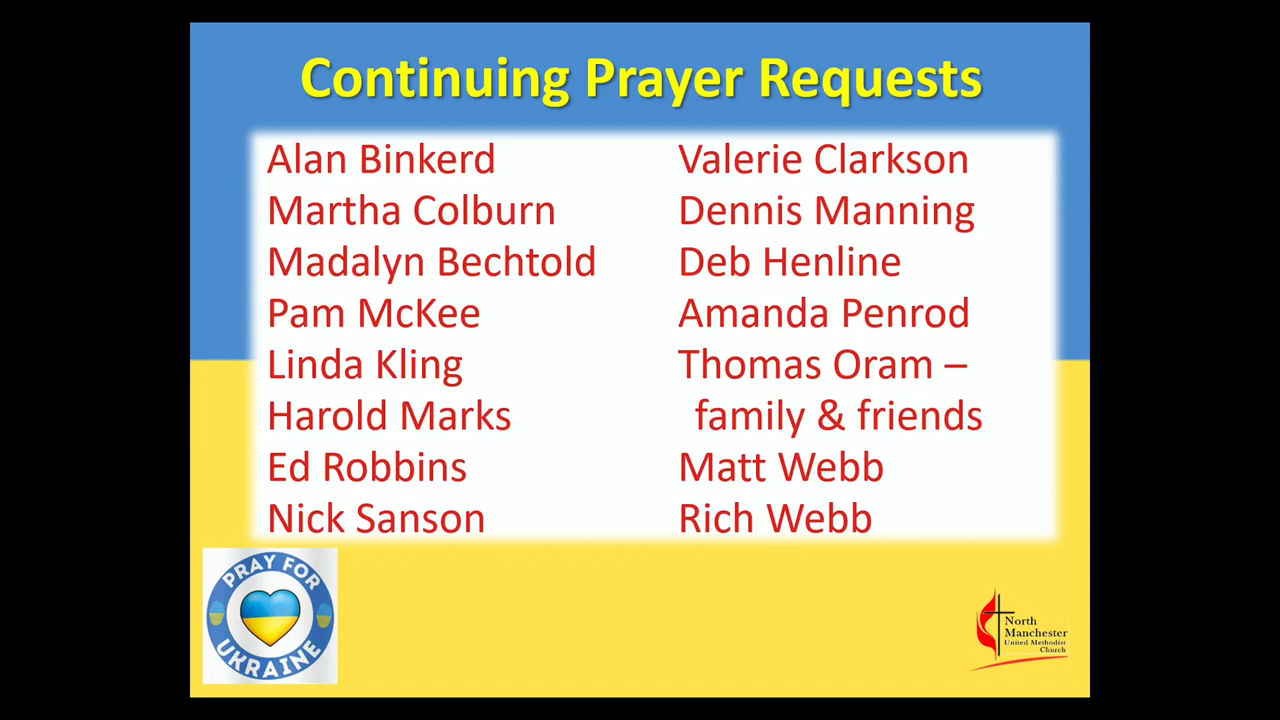 Continuing Prayer Requests
Alan Binkerd
Martha Colburn
Madalyn Bechtold
Pam McKee
Linda Kling
Harold Marks
Ed Robbins
Nick Sanson
Valerie Clarkson
Dennis Manning
Deb Henline
Amanda Penrod
Thomas Oram –
family & friends
Matt Webb
Rich Webb
PRAY FOR
UKRAINE
North
Manchester
United Methodist
Church